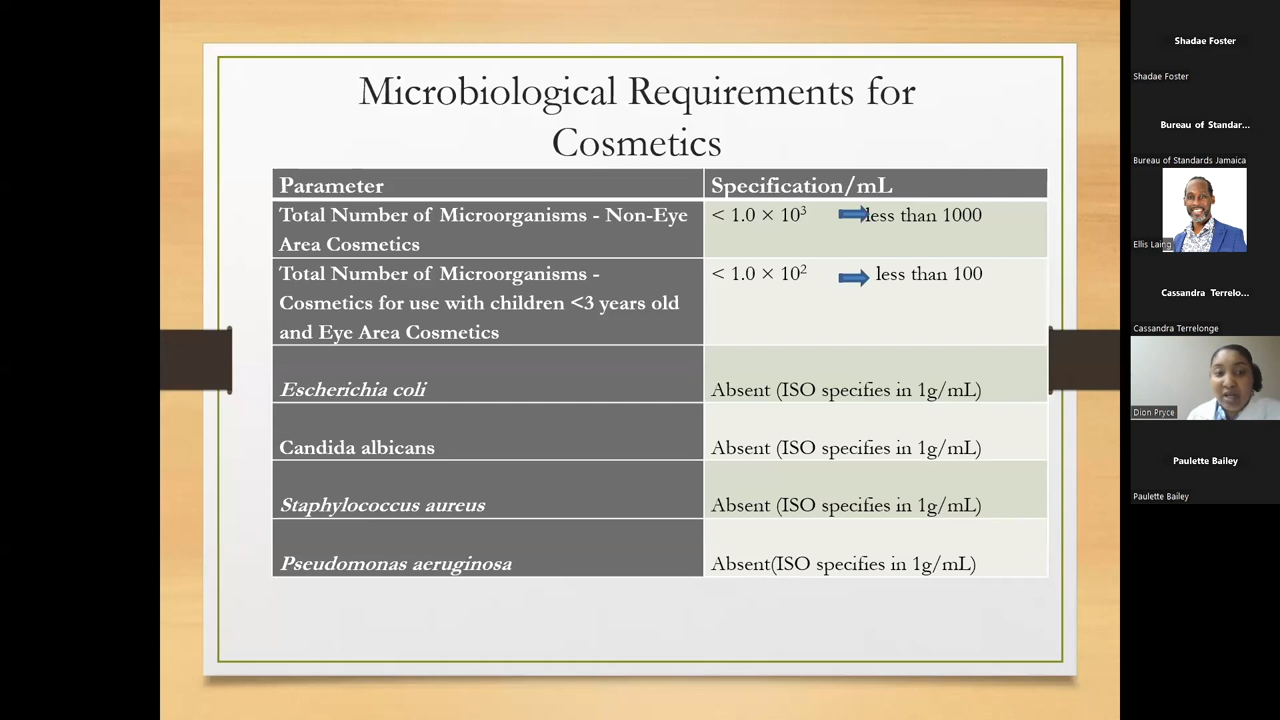 Microbiological Requirements for
Cosmetics
Parameter
Specification/mL
Total Number of Microorganisms - Non-Eye
Area Cosmetics
< 1.0 × 10³ less than 1000
Total Number of Microorganisms -
Cosmetics for use with children <3 years old
and Eye Area Cosmetics
< 1.0 × 10² less than 100
Escherichia coli
Absent (ISO specifies in 1g/mL)
Candida albicans
Absent (ISO specifies in 1g/mL)
Staphylococcus aureus
Absent (ISO specifies in 1g/mL)
Pseudomonas aeruginosa
Absent(ISO specifies in 1g/mL)
Shadae Foster
Shadae Foster
Bureau of Standar...
Bureau of Standards Jamaica
Ellis Laing
Cassandra Terrelo...
Cassandra Terrelonge
Dion Pryce
Paulette Bailey
Paulette Bailey